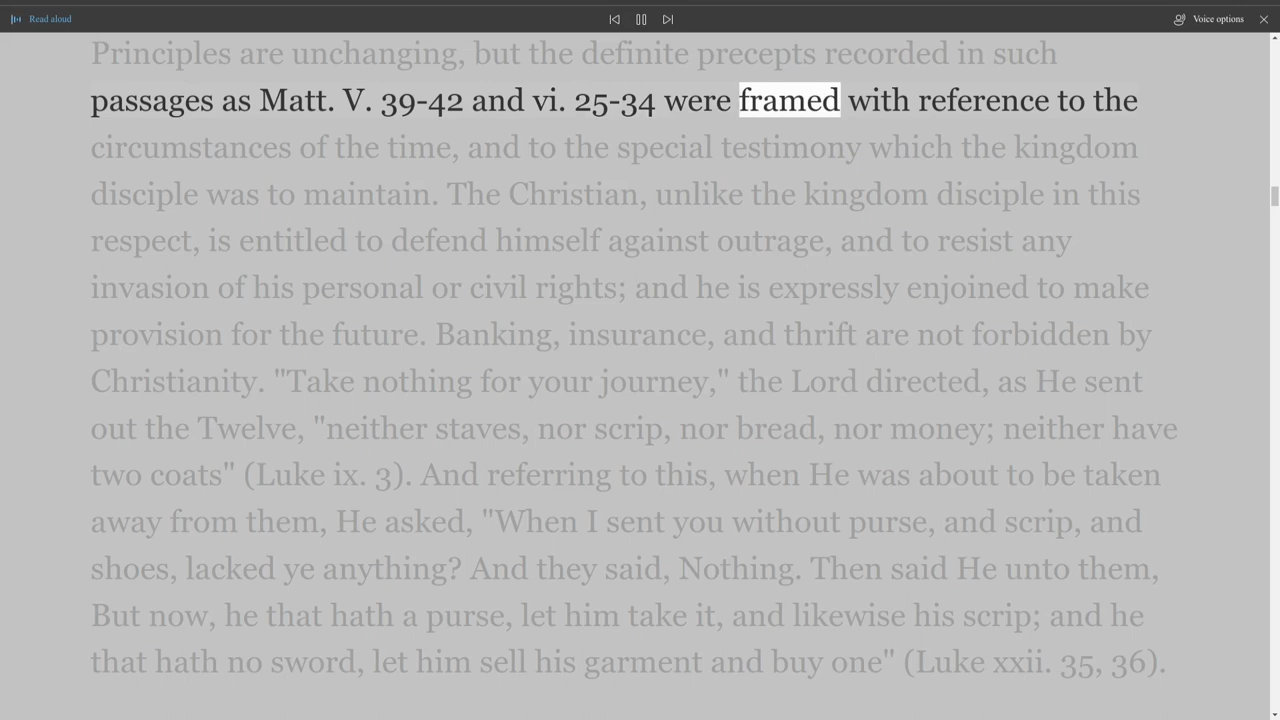 Read aloud
Voice options
Principles are unchanging, but the definite precepts recorded in such
passages as Matt. V. 39-42 and vi. 25-34 were framed with reference to the
circumstances of the time, and to the special testimony which the kingdom
disciple was to maintain. The Christian, unlike the kingdom disciple in this
respect, is entitled to defend himself against outrage, and to resist any
invasion of his personal or civil rights; and he is expressly enjoined to make
provision for the future. Banking, insurance, and thrift are not forbidden by
Christianity. "Take nothing for your journey," the Lord directed, as He sent
out the Twelve, "neither staves, nor scrip, nor bread, nor money; neither have
two coats" (Luke ix. 3). And referring to this, when He was about to be taken
away from them, He asked, "When I sent you without purse, and scrip, and
shoes, lacked ye anything? And they said, Nothing. Then said He unto them,
But now, he that hath a purse, let him take it, and likewise his scrip; and he
that hath no sword, let him sell his garment and buy one" (Luke xxii. 35, 36).